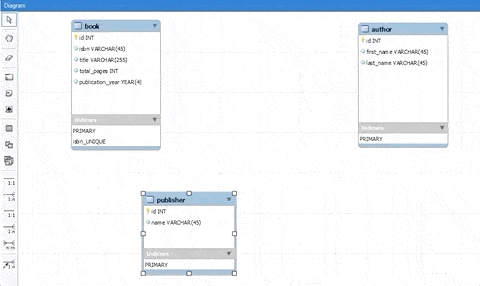 Diagram
book
id INT
isbn VARCHAR(45)
title VARCHAR(255)
total_pages INT
publication_year YEAR(4)
Indexes
PRIMARY
isbn_UNIQUE
author
id INT
first_name VARCHAR(45)
last_name VARCHAR(45)
Indexes
PRIMARY
publisher
id INT
name VARCHAR(45)
Indexes
PRIMARY
1:1
1:n
1:1
1:n
n:m
1:n